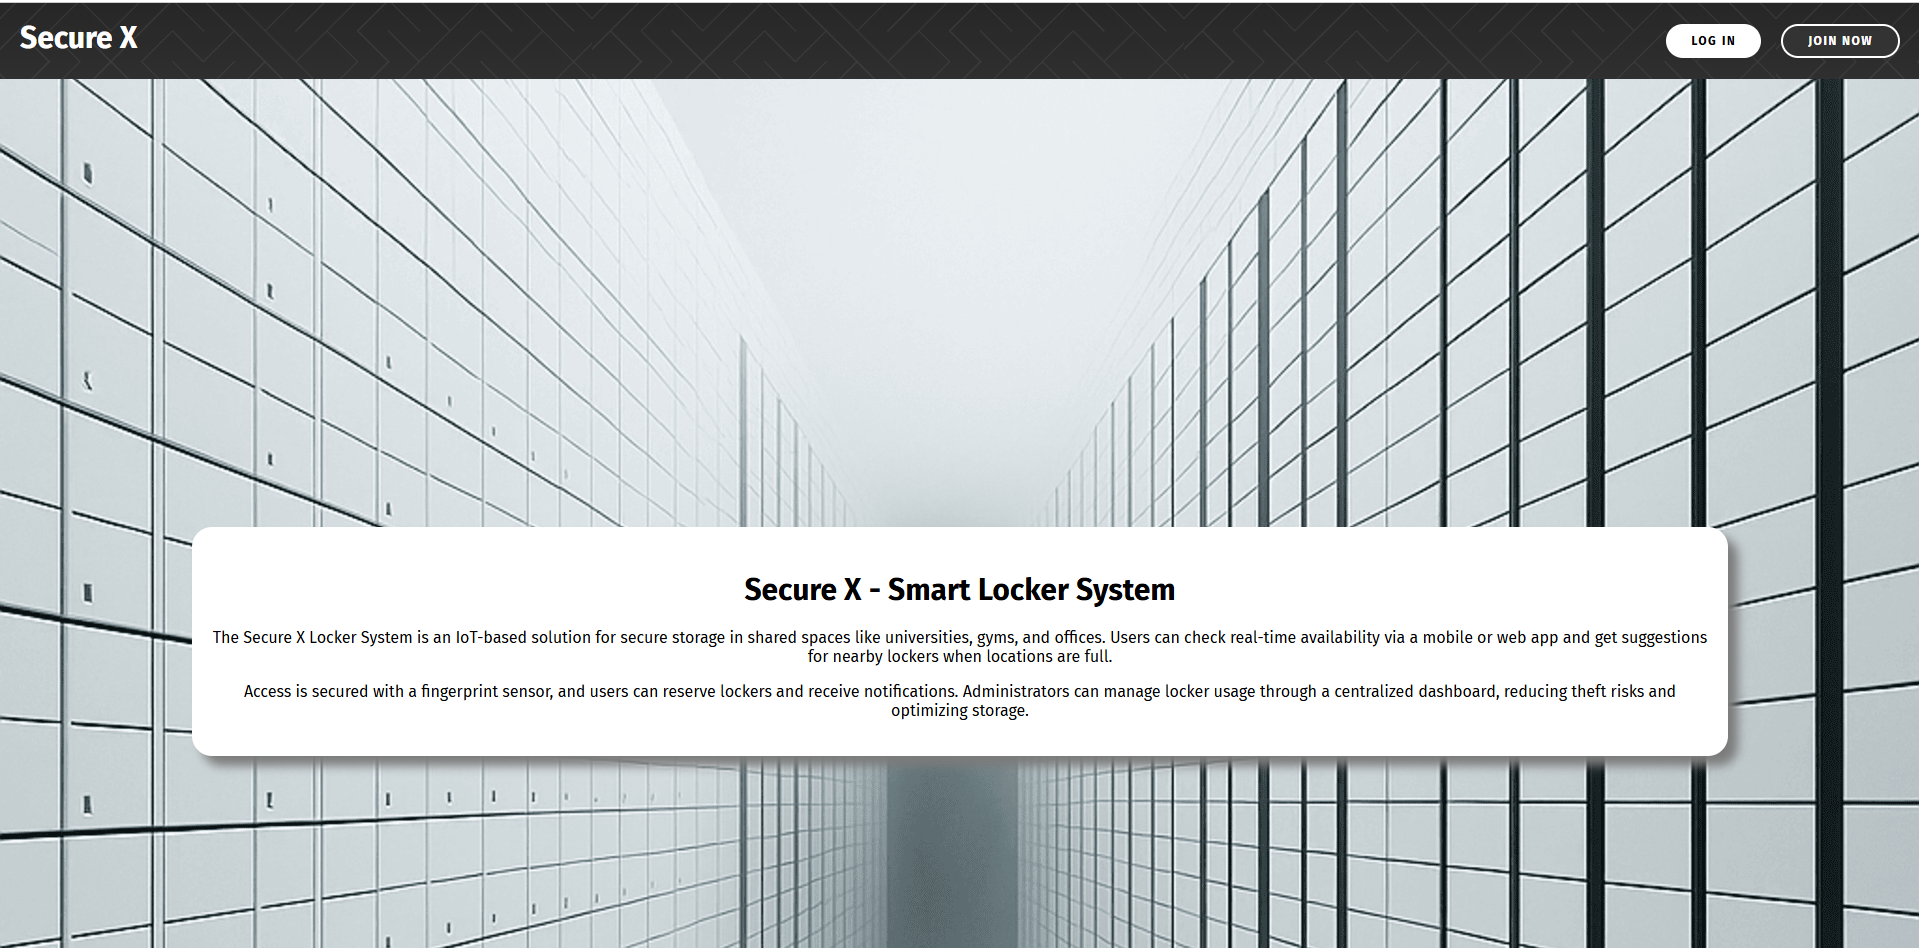 Secure X
LOG IN
JOIN NOW
Secure X - Smart Locker System
The Secure X Locker System is an IoT-based solution for secure storage in shared spaces like universities, gyms, and offices. Users can check real-time availability via a mobile or web app and get suggestions
for nearby lockers when locations are full.
Access is secured with a fingerprint sensor, and users can reserve lockers and receive notifications. Administrators can manage locker usage through a centralized dashboard, reducing theft risks and
optimizing storage.